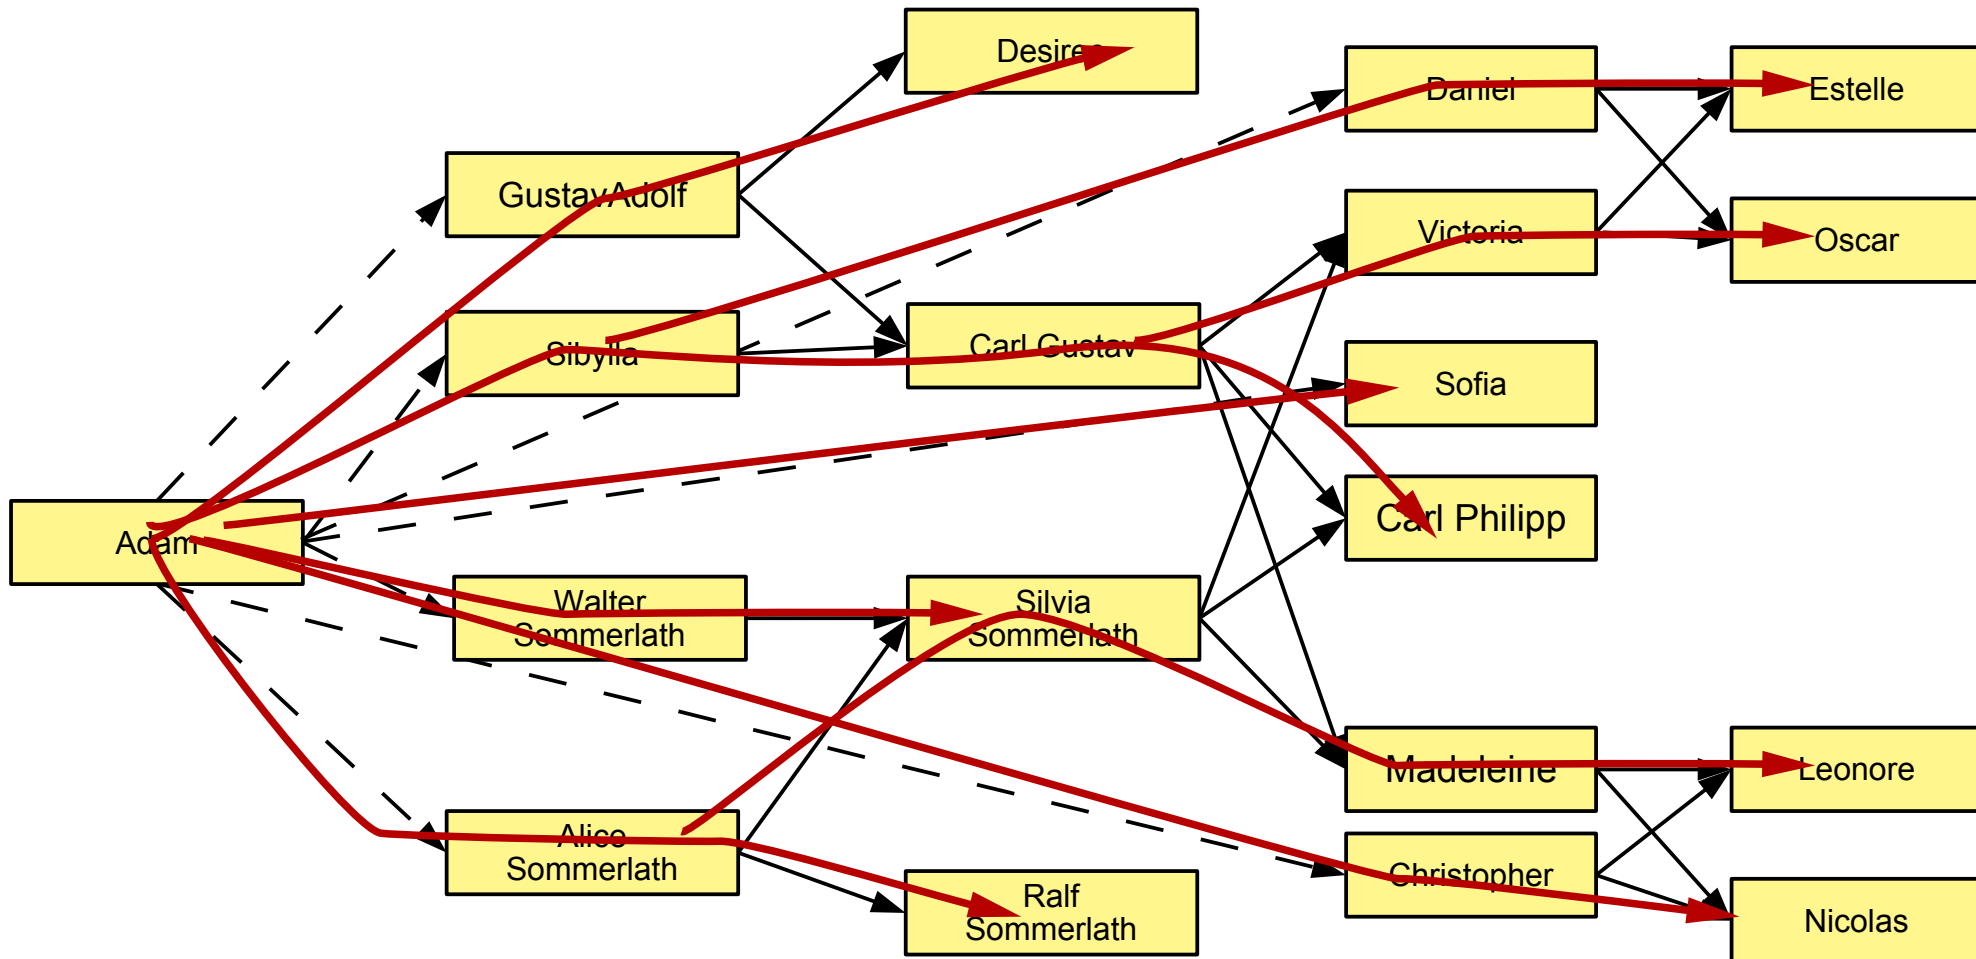 Desiree
Daniel
Estelle
GustavAdolf
Victoria
Oscar
Sibylla
Carl Gustav
Sofia
Adam
Carl Philipp
Walter
Sommerlath
Silvia
Sommerlath
Madeleine
Leonore
Alice
Sommerlath
Christopher
Ralf
Sommerlath
Nicolas